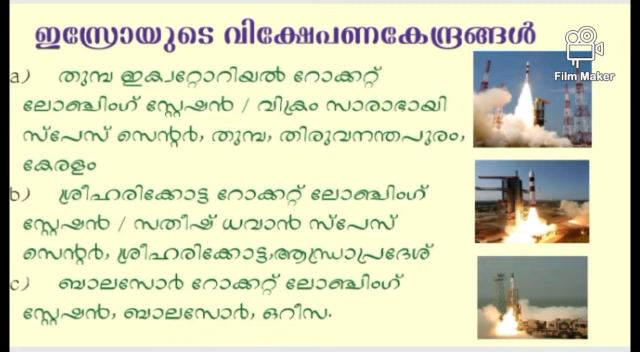 ഇസ്രോയുടെ വിക്ഷേപണകേന്ദ്രങ്ങൾ
Film Maker
a) തുമ്പ ഇക്വറ്റോറിയൽ റോക്കറ്റ്
ലോഞ്ചിംഗ് സ്റ്റേഷൻ / വിക്രം സാരാഭായി
സ്പേസ് സെന്റർ, തുമ്പ, തിരുവനന്തപുരം,
കേരളം
b) ശ്രീഹരിക്കോട്ട റോക്കറ്റ് ലോഞ്ചിംഗ്
സ്റ്റേഷൻ / സതീഷ് ധവാൻ സ്പേസ്
സെന്റർ, ശ്രീഹരിക്കോട്ട,ആന്ധ്രാപ്രദേശ്
c) ബാലസോർ റോക്കറ്റ് ലോഞ്ചിംഗ്
സ്റ്റേഷൻ, ബാലസോർ, ഒറീസ.